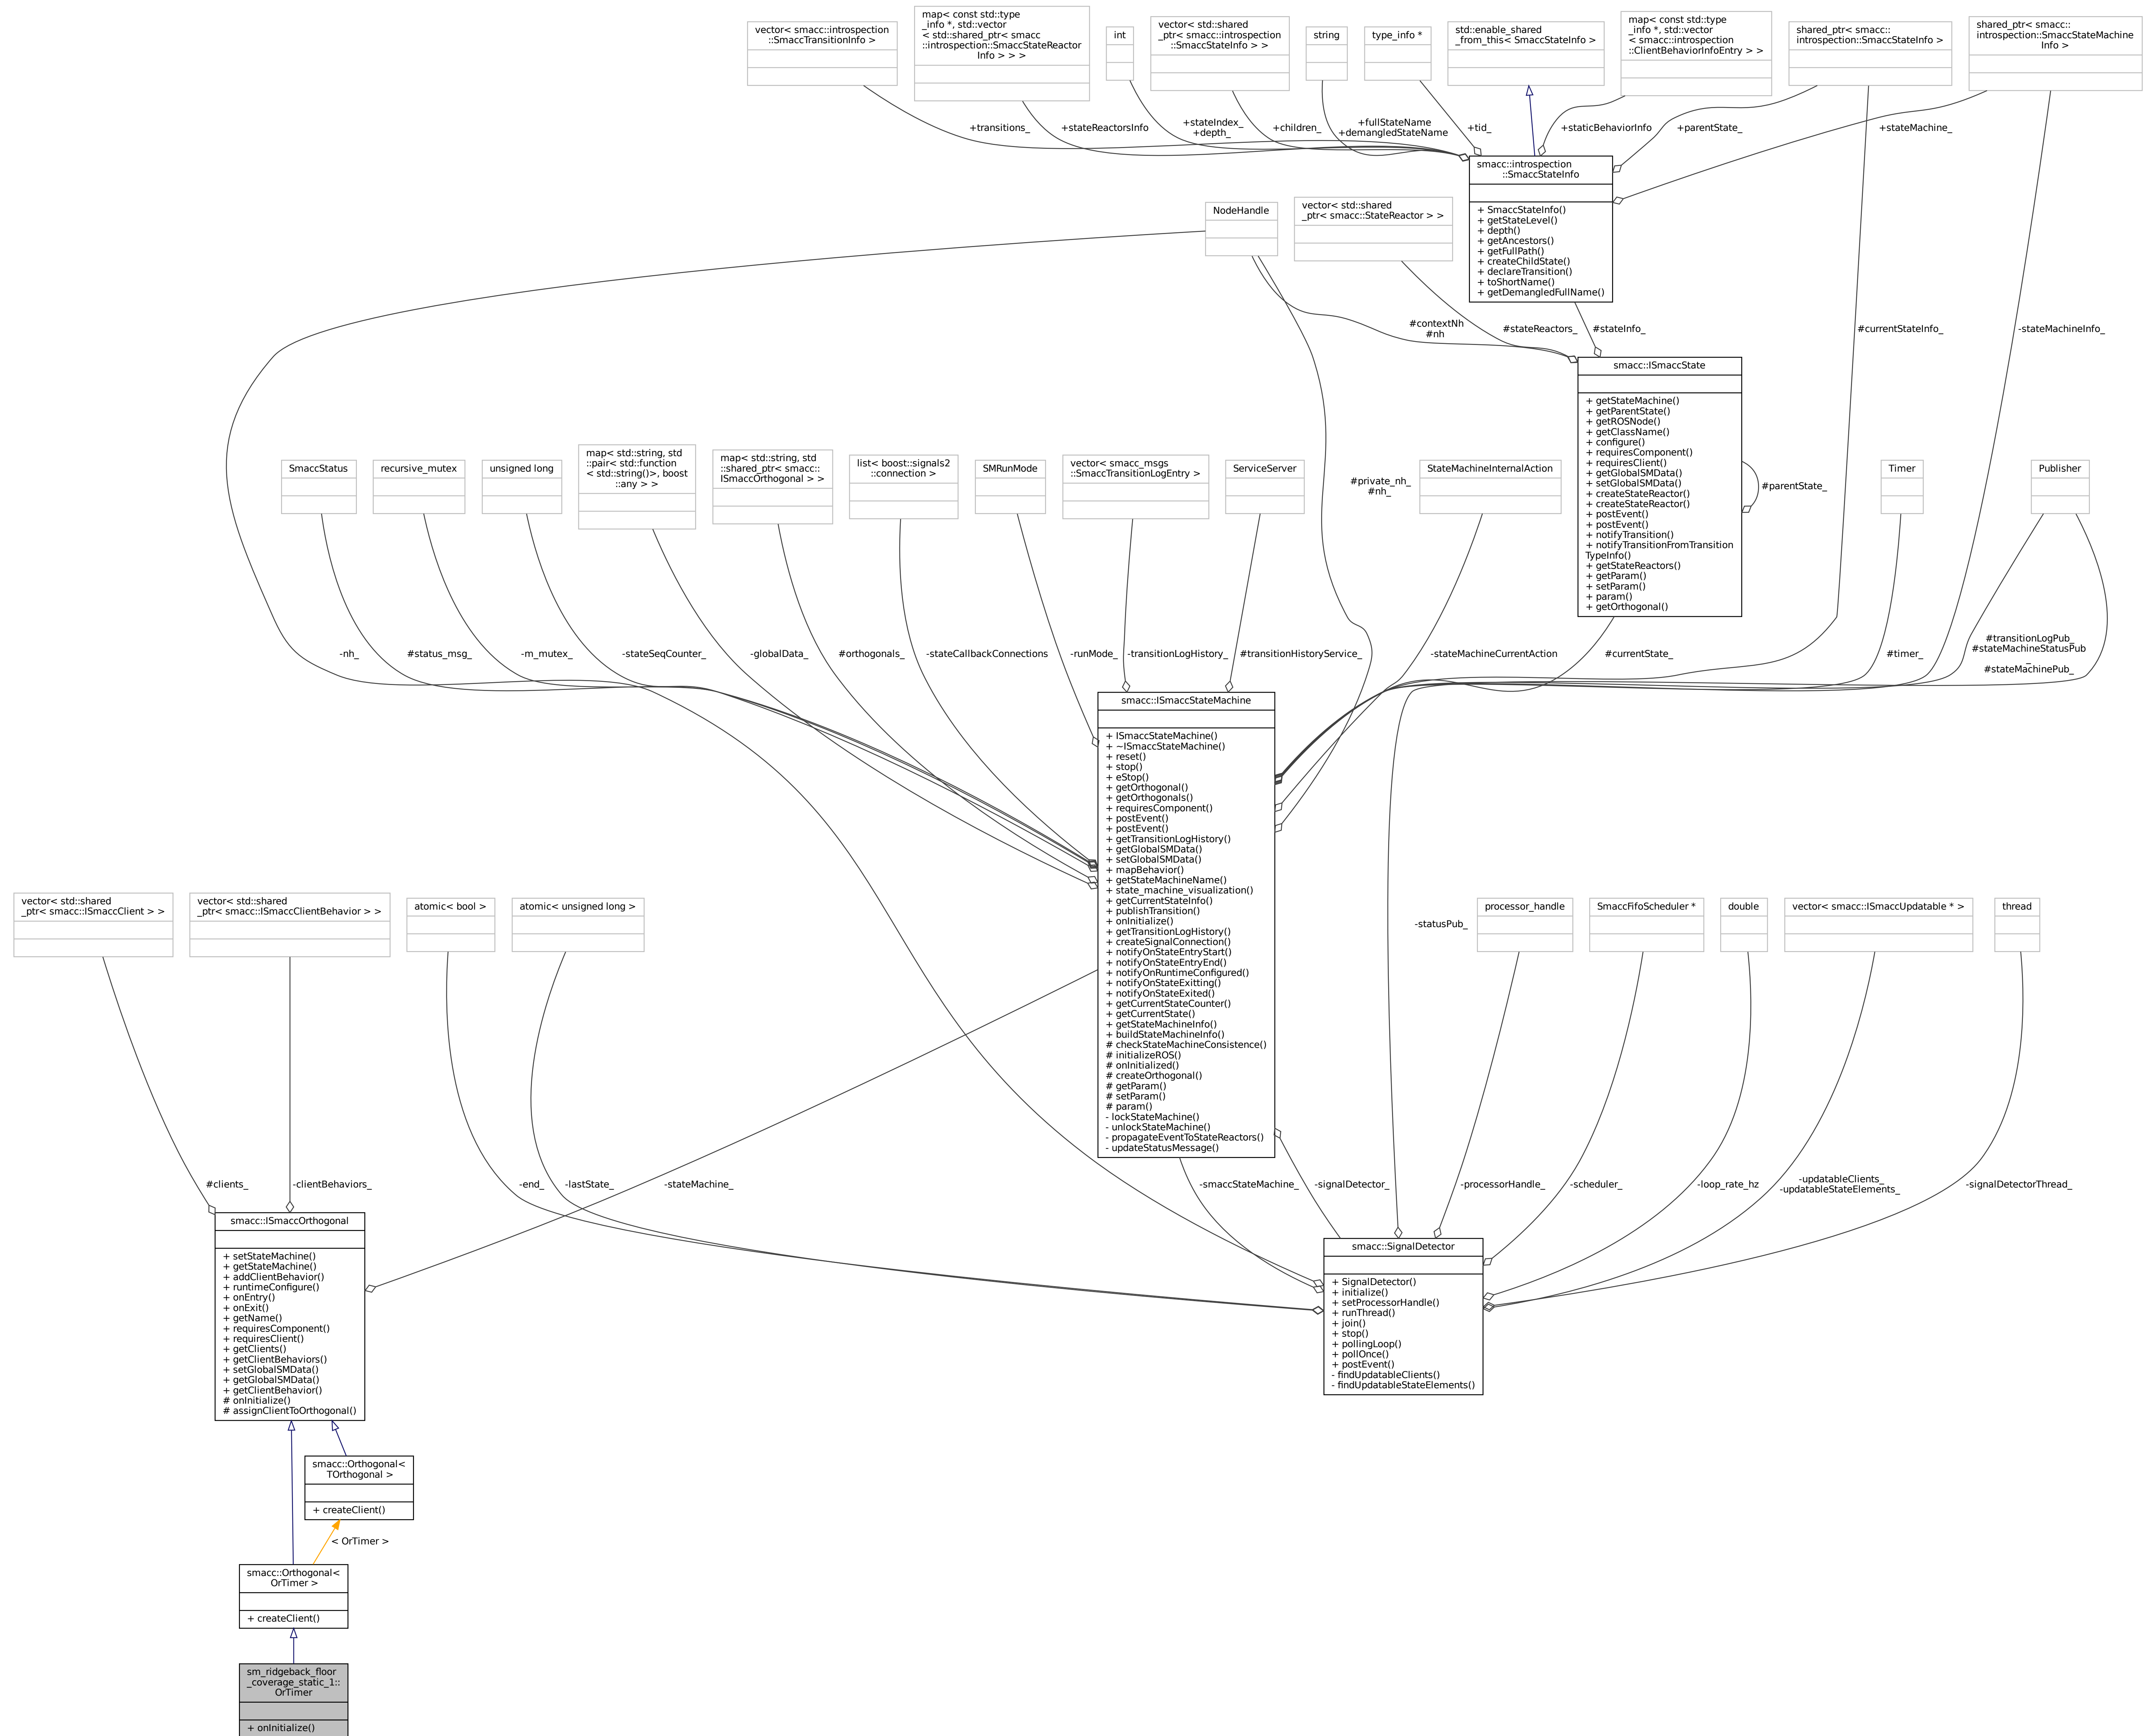 vector< smacc::introspection
::SmaccTransitionInfo >
map< const std::type
_info *, std::vector
< std::shared_ptr< smacc
::introspection::SmaccStateReactor
Info > > >
int
vector< std::shared
_ptr< smacc::introspection
::SmaccStateInfo > >
string
type_info *
std::enable_shared
_from_this< SmaccStateInfo >
map< const std::type
_info *, std::vector
< smacc::introspection
::ClientBehaviorInfoEntry > >
shared_ptr< smacc::
introspection::SmaccStateInfo >
shared_ptr< smacc::
introspection::SmaccStateMachine
Info >
+transitions_
+stateReactorsInfo
+stateIndex_
+depth_
+children_
+fullStateName
+demangledStateName
+tid_
+staticBehaviorInfo
+parentState_
+stateMachine_
smacc::introspection
::SmaccStateInfo
+ SmaccStateInfo()
+ getStateLevel()
+ depth()
+ getAncestors()
+ getFullPath()
+ createChildState()
+ declareTransition()
+ toShortName()
+ getDemangledFullName()
NodeHandle
vector< std::shared
_ptr< smacc::StateReactor > >
#contextNh
#nh
#stateReactors_
#stateInfo_
#currentStateInfo_
-stateMachineInfo_
smacc::ISmaccState
+ getStateMachine()
+ getParentState()
+ getROSNode()
+ getClassName()
+ configure()
+ requiresComponent()
+ requiresClient()
+ getGlobalSMData()
+ setGlobalSMData()
+ createStateReactor()
+ createStateReactor()
+ postEvent()
+ postEvent()
+ notifyTransition()
+ notifyTransitionFromTransition
TypeInfo()
+ getStateReactors()
+ getParam()
+ setParam()
+ param()
+ getOrthogonal()
#parentState_
SmaccStatus
recursive_mutex
unsigned long
map< std::string, std
::pair< std::function
< std::string()>, boost
::any > >
map< std::string, std
::shared_ptr< smacc::
ISmaccOrthogonal > >
list< boost::signals2
::connection >
SMRunMode
vector< smacc_msgs
::SmaccTransitionLogEntry >
ServiceServer
#private_nh_
#nh_
StateMachineInternalAction
Timer
Publisher
-nh_
#status_msg_
-m_mutex_
-stateSeqCounter_
-globalData_
#orthogonals_
-stateCallbackConnections
-runMode_
-transitionLogHistory_
#transitionHistoryService_
-stateMachineCurrentAction
#currentState_
#timer_
#transitionLogPub_
#stateMachineStatusPub
_
#stateMachinePub_
smacc::ISmaccStateMachine
+ ISmaccStateMachine()
+ ~ISmaccStateMachine()
+ reset()
+ stop()
+ eStop()
+ getOrthogonal()
+ getOrthogonals()
+ requiresComponent()
+ postEvent()
+ postEvent()
+ getTransitionLogHistory()
+ getGlobalSMData()
+ setGlobalSMData()
+ mapBehavior()
+ getStateMachineName()
+ state_machine_visualization()
+ getCurrentStateInfo()
+ publishTransition()
+ onInitialize()
+ getTransitionLogHistory()
+ createSignalConnection()
+ notifyOnStateEntryStart()
+ notifyOnStateEntryEnd()
+ notifyOnRuntimeConfigured()
+ notifyOnStateExitting()
+ notifyOnStateExited()
+ getCurrentStateCounter()
+ getCurrentState()
+ getStateMachineInfo()
+ buildStateMachineInfo()
# checkStateMachineConsistence()
# initializeROS()
# onInitialized()
# createOrthogonal()
# getParam()
# setParam()
# param()
- lockStateMachine()
- unlockStateMachine()
- propagateEventToStateReactors()
- updateStatusMessage()
vector< std::shared
_ptr< smacc::ISmaccClient > >
vector< std::shared
_ptr< smacc::ISmaccClientBehavior > >
atomic< bool >
atomic< unsigned long >
-statusPub_
processor_handle
SmaccFifoScheduler *
double
vector< smacc::ISmaccUpdatable * >
thread
#clients_
-clientBehaviors_
-end_
-lastState_
-stateMachine_
-smaccStateMachine_
-signalDetector_
-processorHandle_
-scheduler_
-loop_rate_hz
-updatableClients_
-updatableStateElements_
-signalDetectorThread_
smacc::ISmaccOrthogonal
+ setStateMachine()
+ getStateMachine()
+ addClientBehavior()
+ runtimeConfigure()
+ onEntry()
+ onExit()
+ getName()
+ requiresComponent()
+ requiresClient()
+ getClients()
+ getClientBehaviors()
+ setGlobalSMData()
+ getGlobalSMData()
+ getClientBehavior()
# onInitialize()
# assignClientToOrthogonal()
smacc::SignalDetector
+ SignalDetector()
+ initialize()
+ setProcessorHandle()
+ runThread()
+ join()
+ stop()
+ pollingLoop()
+ pollOnce()
+ postEvent()
- findUpdatableClients()
- findUpdatableStateElements()
smacc::Orthogonal<
TOrthogonal >
+ createClient()
< OrTimer >
smacc::Orthogonal<
OrTimer >
+ createClient()
sm_ridgeback_floor
_coverage_static_1::
OrTimer
+ onInitialize()